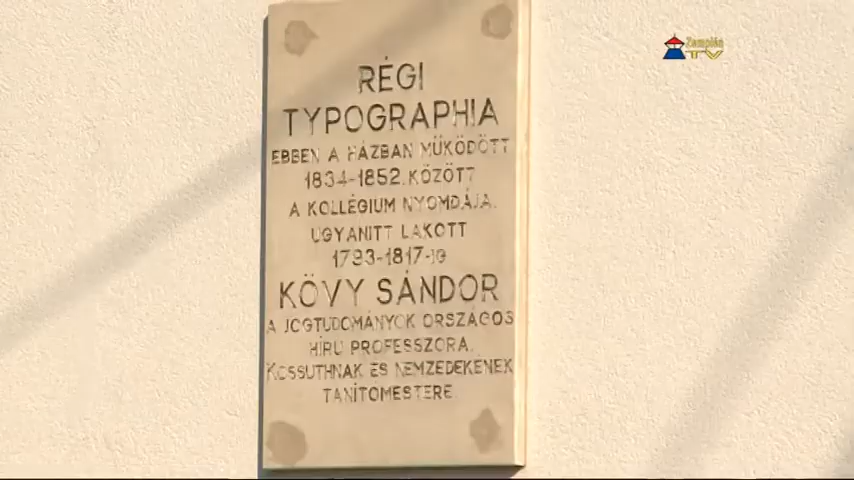 Zemplén
TV
RÉGI
TYPOGRAPHIA
EBBEN A HÁZBAN MŰKÖDÖTT
1834-1852. KÖZÖTT
A KOLLÉGIUM NYOMDÁJA.
UGYANITT LAKOTT
1793-1817-IG
KÖVY SÁNDOR
A JOGTUDOMÁNYOK ORSZÁGOS
HÍRŰ PROFESSZORA.
KOSSUTHNAK ÉS NEMZEDÉKÉNEK
TANÍTÓMESTERE.